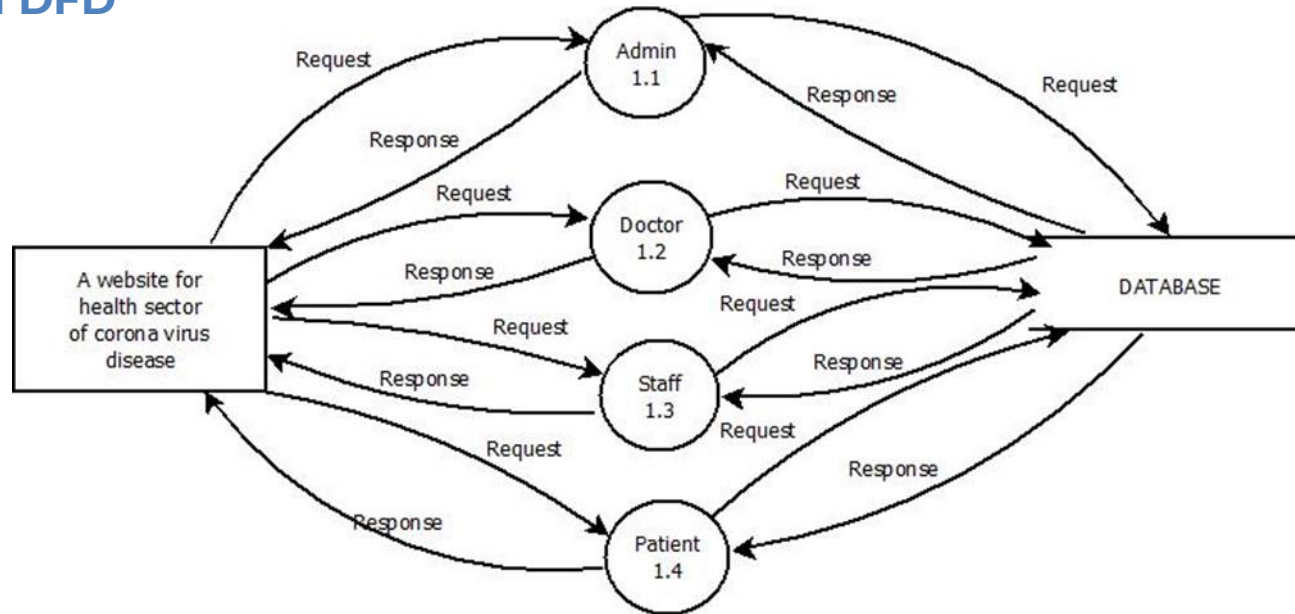 DFD
Admin
1.1
Request
Request
Response
Response
Request
Request
Doctor
1.2
Response
Response
A website for
health sector
of corona virus
disease
DATABASE
Request
Request
Response
Response
Staff
1.3
Request
Request
Response
Response
Patient
1.4